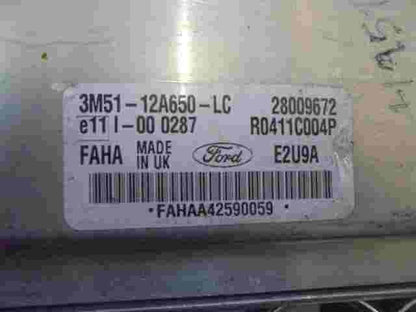 3M51-12A650-LC 28009672
e11 I-00 0287 R0411C004P
FAHA MADE IN UK Ford E2U9A
*FAHAA42590059*